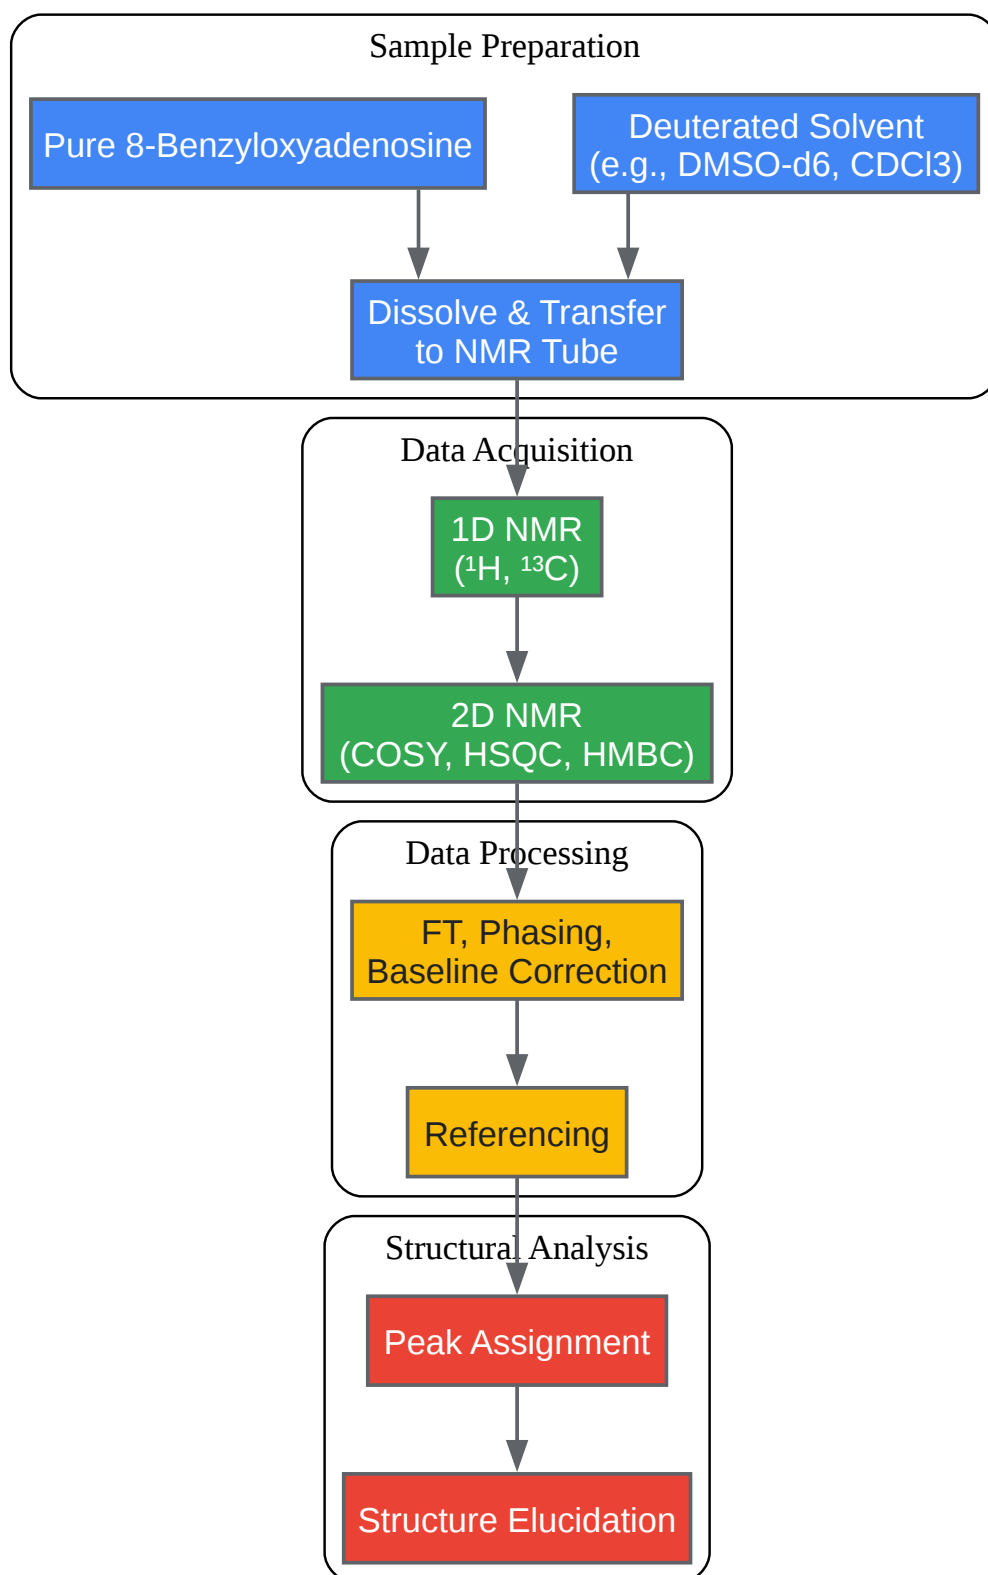 Sample Preparation
Pure 8-Benzyloxyadenosine
Deuterated Solvent
(e.g., DMSO-d6, CDCl3)
Dissolve & Transfer
to NMR Tube
Data Acquisition
1D NMR
(¹H, ¹³C)
2D NMR
(COSY, HSQC, HMBC)
Data Processing
FT, Phasing,
Baseline Correction
Referencing
Structural Analysis
Peak Assignment
Structure Elucidation